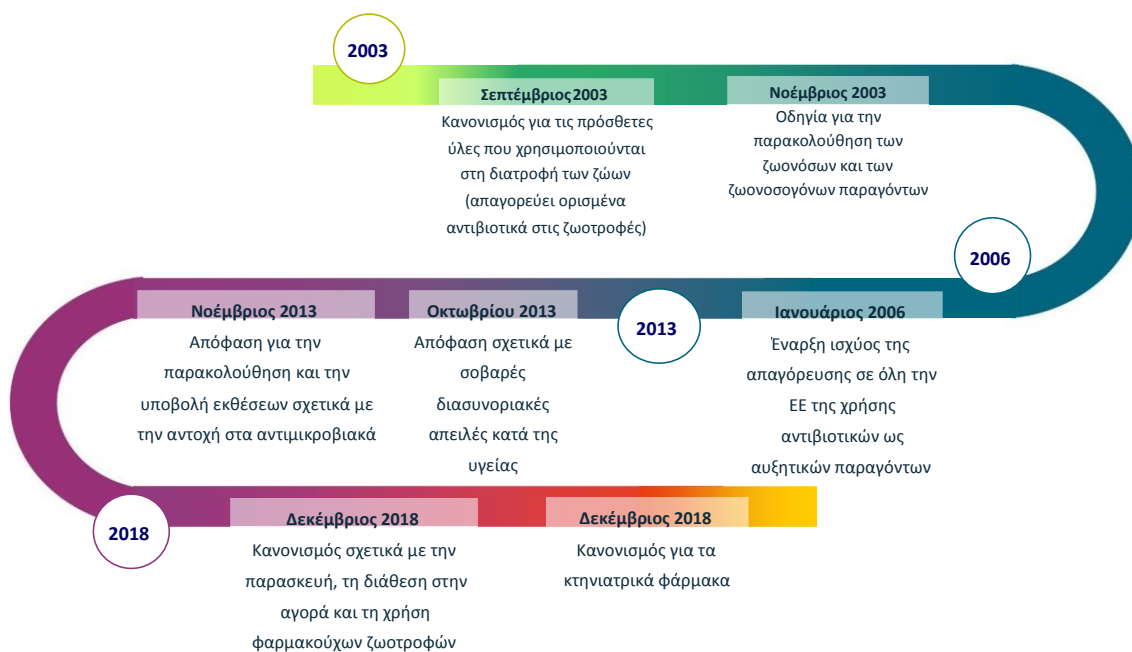 2003
Σεπτέμβριος 2003
Κανονισμός για τις πρόσθετες
ύλες που χρησιμοποιούνται
στη διατροφή των ζώων
(απαγορεύει ορισμένα
αντιβιοτικά στις ζωοτροφές)
Νοέμβριος 2003
Οδηγία για την
παρακολούθηση των
ζωονόσων και των
ζωονοσογόνων παραγόντων
2006
Ιανουάριος 2006
Έναρξη ισχύος της
απαγόρευσης σε όλη την
ΕΕ της χρήσης
αντιβιοτικών ως
αυξητικών παραγόντων
2013
Οκτωβρίου 2013
Απόφαση σχετικά με
σοβαρές
διασυνοριακές
απειλές κατά της
υγείας
Νοέμβριος 2013
Απόφαση για την
παρακολούθηση και την
υποβολή εκθέσεων σχετικά με
την αντοχή στα αντιμικροβιακά
2018
Δεκέμβριος 2018
Κανονισμός σχετικά με την
παρασκευή, τη διάθεση στην
αγορά και τη χρήση
φαρμακούχων ζωοτροφών
Δεκέμβριος 2018
Κανονισμός για τα
κτηνιατρικά φάρμακα